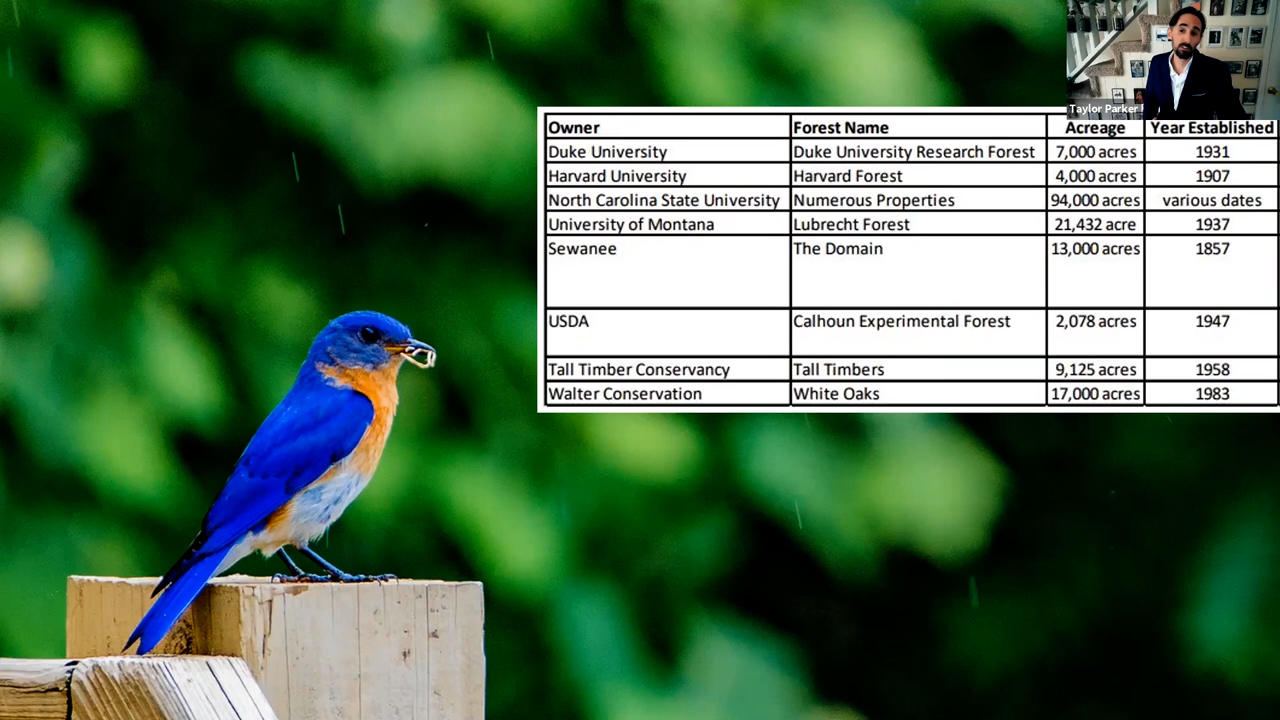 Taylor Parker
Owner Forest Name Acreage Year Established
Duke University Duke University Research Forest 7,000 acres 1931
Harvard University Harvard Forest 4,000 acres 1907
North Carolina State University Numerous Properties 94,000 acres various dates
University of Montana Lubrecht Forest 21,432 acre 1937
Sewanee The Domain 13,000 acres 1857
USDA Calhoun Experimental Forest 2,078 acres 1947
Tall Timber Conservancy Tall Timbers 9,125 acres 1958
Walter Conservation White Oaks 17,000 acres 1983